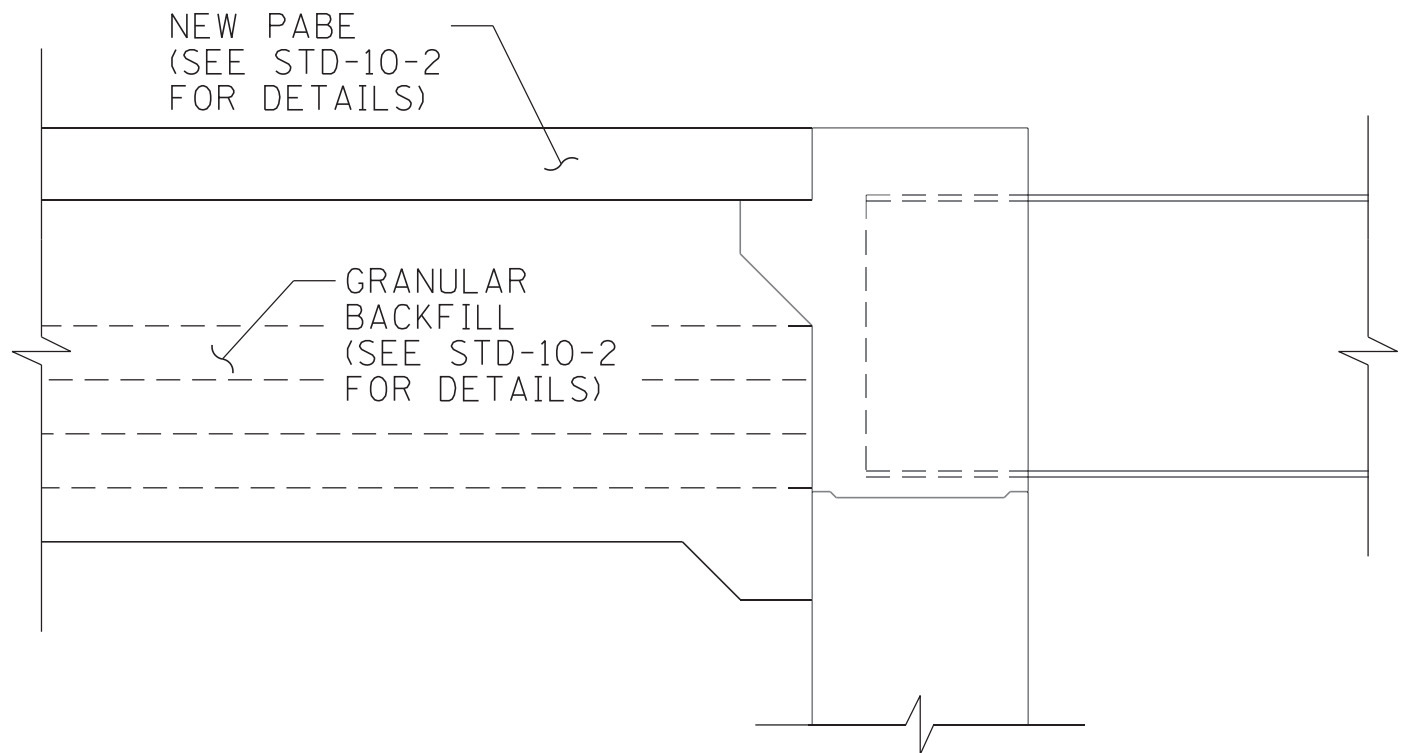 NEW PABE
(SEE STD-10-2
FOR DETAILS)
GRANULAR
BACKFILL
(SEE STD-10-2
FOR DETAILS)